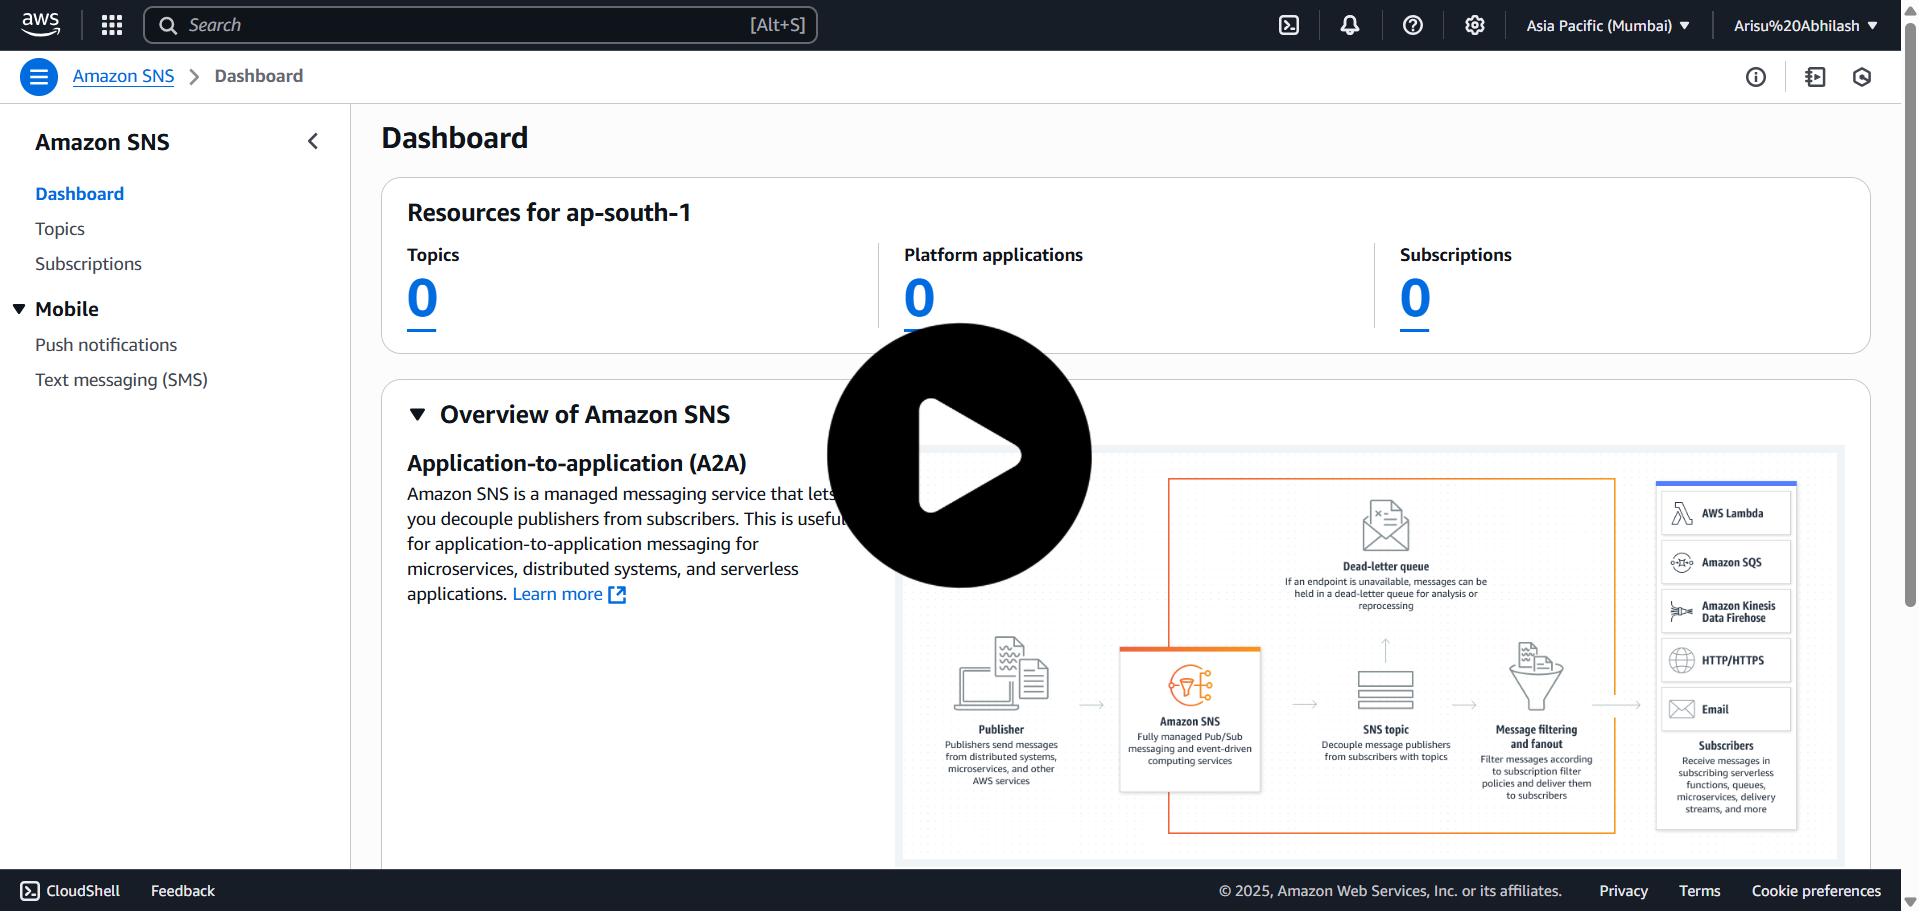 aws
Search
[Alt+S]
Asia Pacific (Mumbai)
Arisu%20Abhilash
Amazon SNS
Dashboard
Amazon SNS
Dashboard
Topics
Subscriptions
Mobile
Push notifications
Text messaging (SMS)
Dashboard
Resources for ap-south-1
Topics
0
Platform applications
0
Subscriptions
0
Overview of Amazon SNS
Application-to-application (A2A)
Amazon SNS is a managed messaging service that lets
you decouple publishers from subscribers. This is useful
for application-to-application messaging for
microservices, distributed systems, and serverless
applications. Learn more
Publisher
Publishers send messages
from distributed systems,
microservices, and other
AWS services
Amazon SNS
Fully managed Pub/Sub
messaging and event-driven
computing services
Dead-letter queue
If an endpoint is unavailable, messages can be
held in a dead-letter queue for analysis or
reprocessing
SNS topic
Decouple message publishers
from subscribers with topics
Message filtering
and fanout
Filter messages according
to subscription filter
policies and deliver them
to subscribers
AWS Lambda
Amazon SQS
Amazon Kinesis
Data Firehose
HTTP/HTTPS
Email
Subscribers
Receive messages in
subscribing serverless
functions, queues,
microservices, delivery
streams, and more
CloudShell
Feedback
© 2025, Amazon Web Services, Inc. or its affiliates.
Privacy
Terms
Cookie preferences